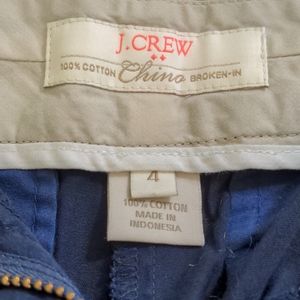 J.CREW
100% COTTON Chino BROKEN-IN
4
100% COTTON
MADE IN
INDONESIA